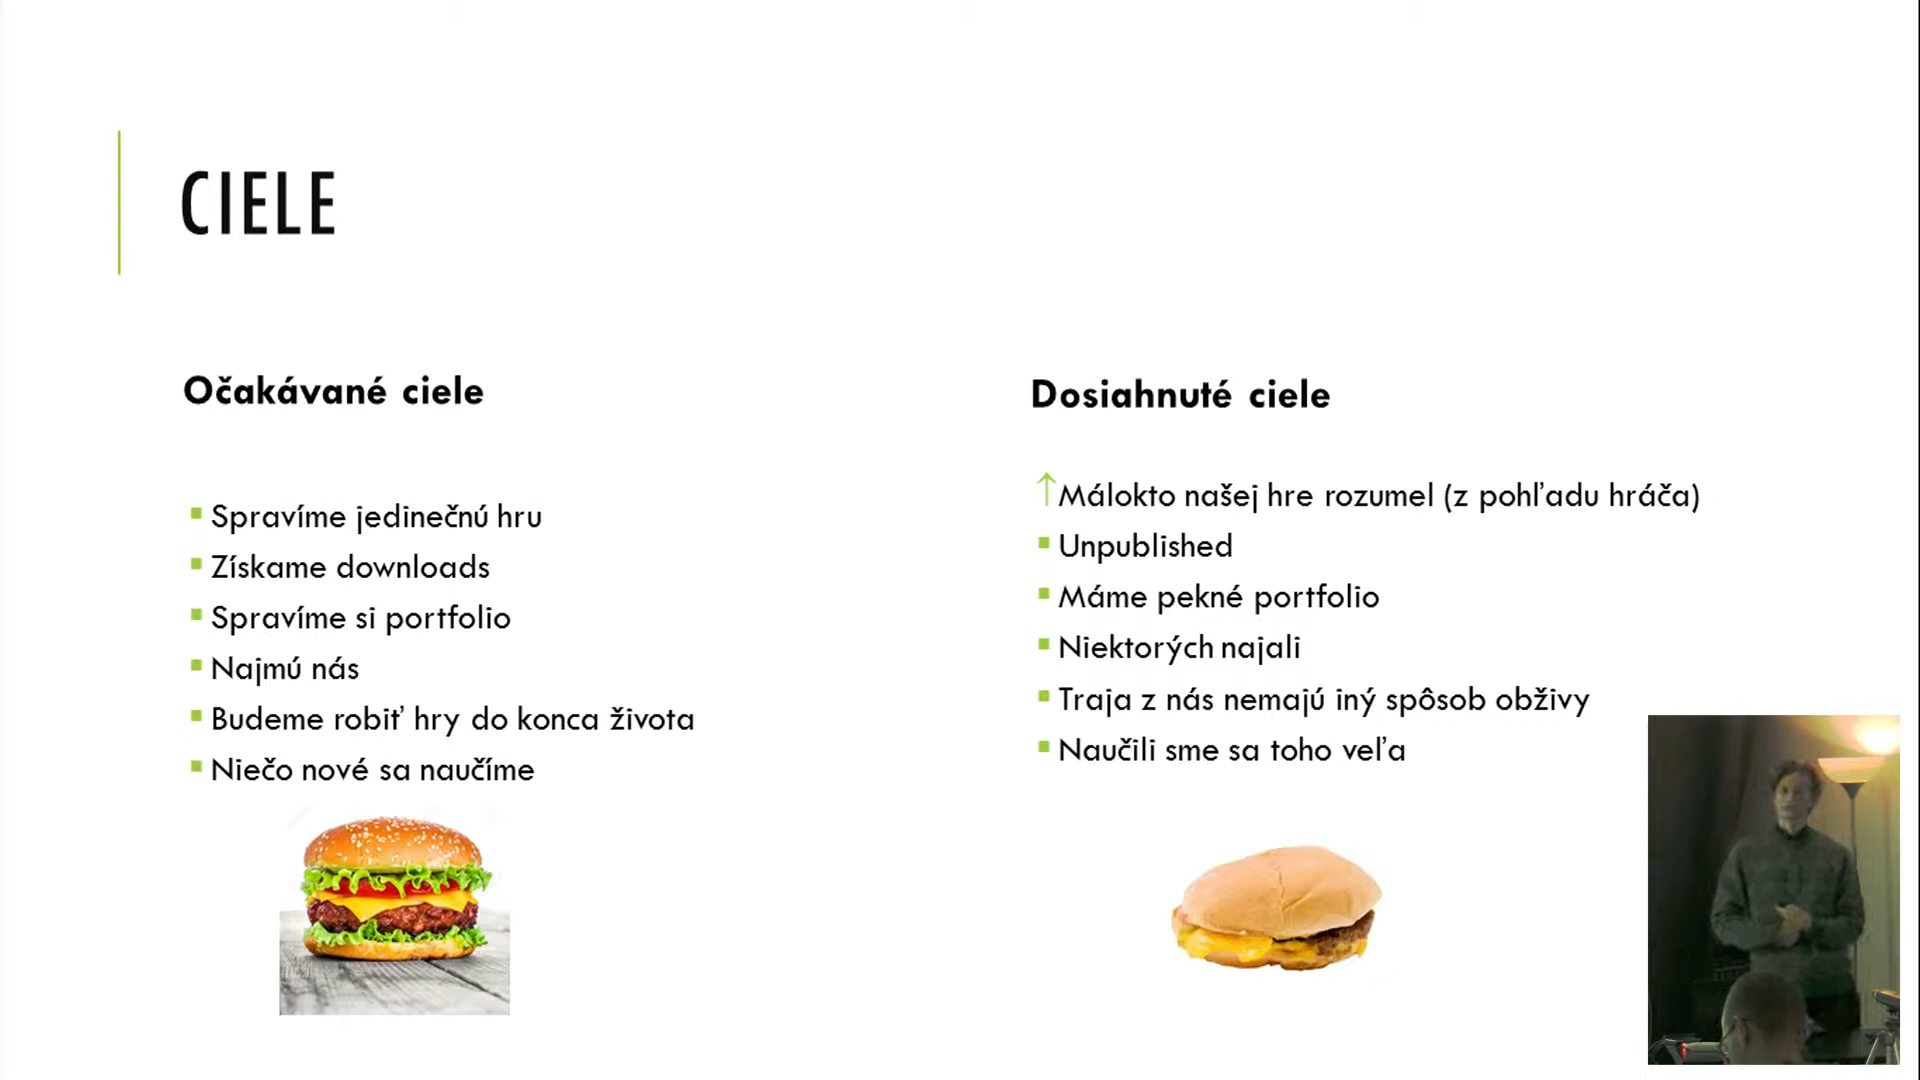 CIELE
Očakávané ciele
Spravíme jedinečnú hru
Získame downloads
Spravíme si portfolio
Najmú nás
Budeme robiť hry do konca života
Niečo nové sa naučíme
Dosiahnuté ciele
↑Málokto našej hre rozumel (z pohľadu hráča)
Unpublished
Máme pekné portfolio
Niektorých najali
Traja z nás nemajú iný spôsob obživy
Naučili sme sa toho veľa